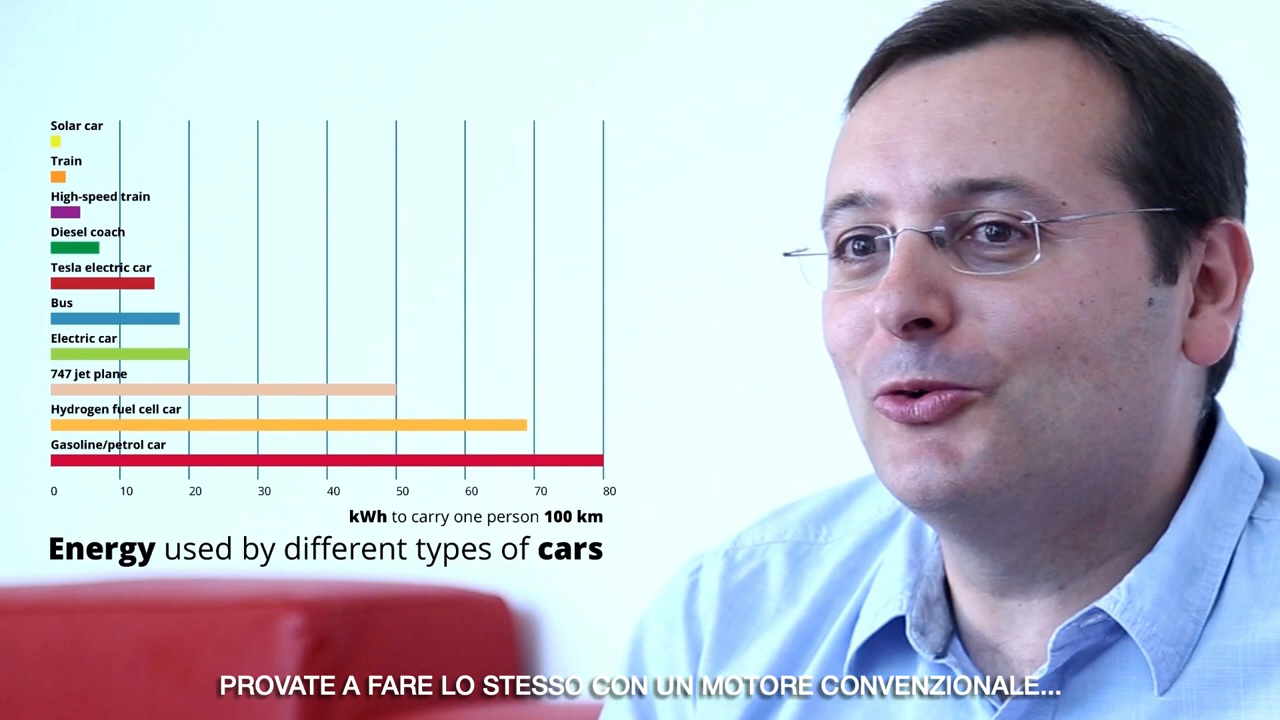 Solar car
Train
High-speed train
Diesel coach
Tesla electric car
Bus
Electric car
747 jet plane
Hydrogen fuel cell car
Gasoline/petrol car
0 10 20 30 40 50 60 70 80
kWh to carry one person 100 km
Energy used by different types of cars
PROVATE A FARE LO STESSO CON UN MOTORE CONVENZIONALE...